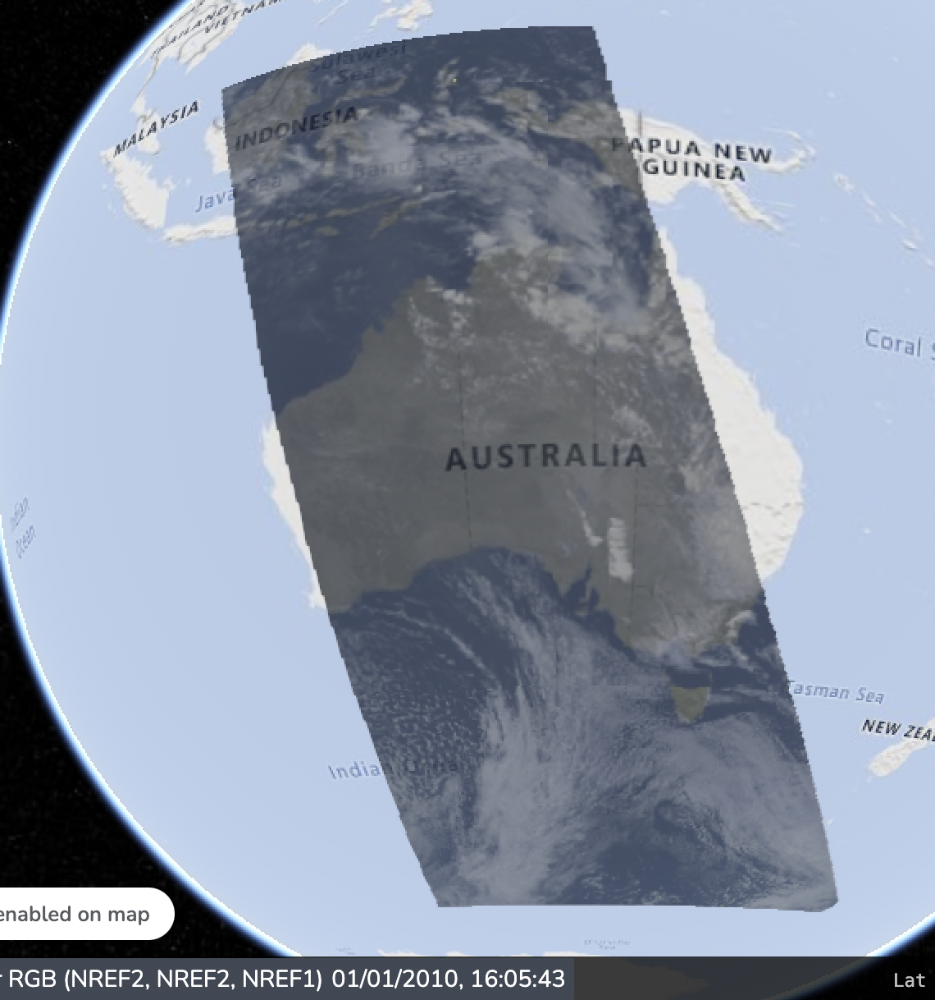 THAILAND
VIETNAM
Sulawesi
Sea
MALAYSIA
INDONESIA
PAPUA NEW
GUINEA
Banda Sea
Java Sea
Coral S
AUSTRALIA
Indian
Ocean
Tasman Sea
NEW ZEA
Indian
enabled on map
RGB (NREF2, NREF2, NREF1) 01/01/2010, 16:05:43
Lat